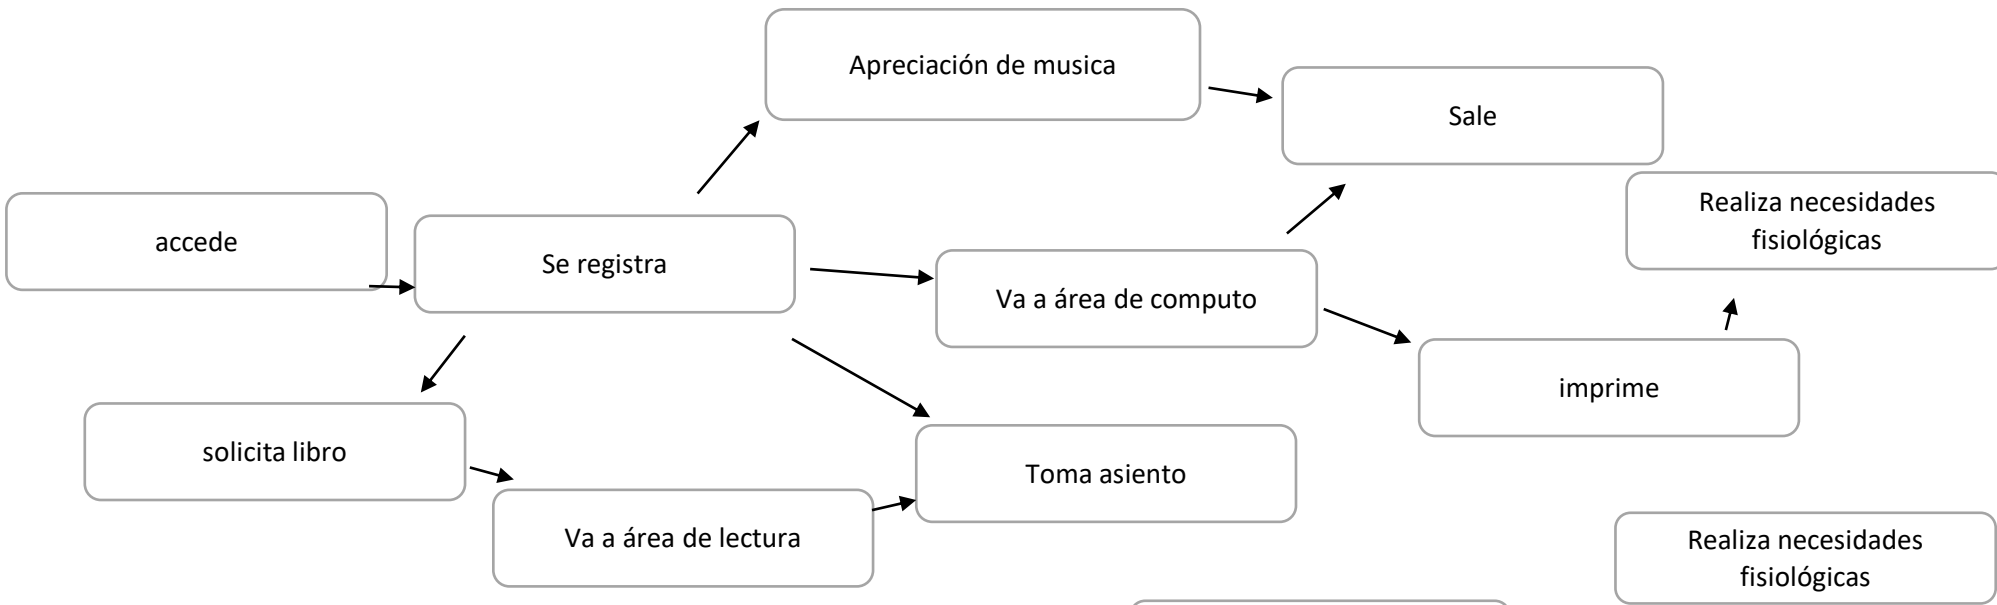 Apreciación de musica
Sale
Realiza necesidades
fisiológicas
accede
Se registra
Va a área de computo
imprime
solicita libro
Toma asiento
Va a área de lectura
Realiza necesidades
fisiológicas